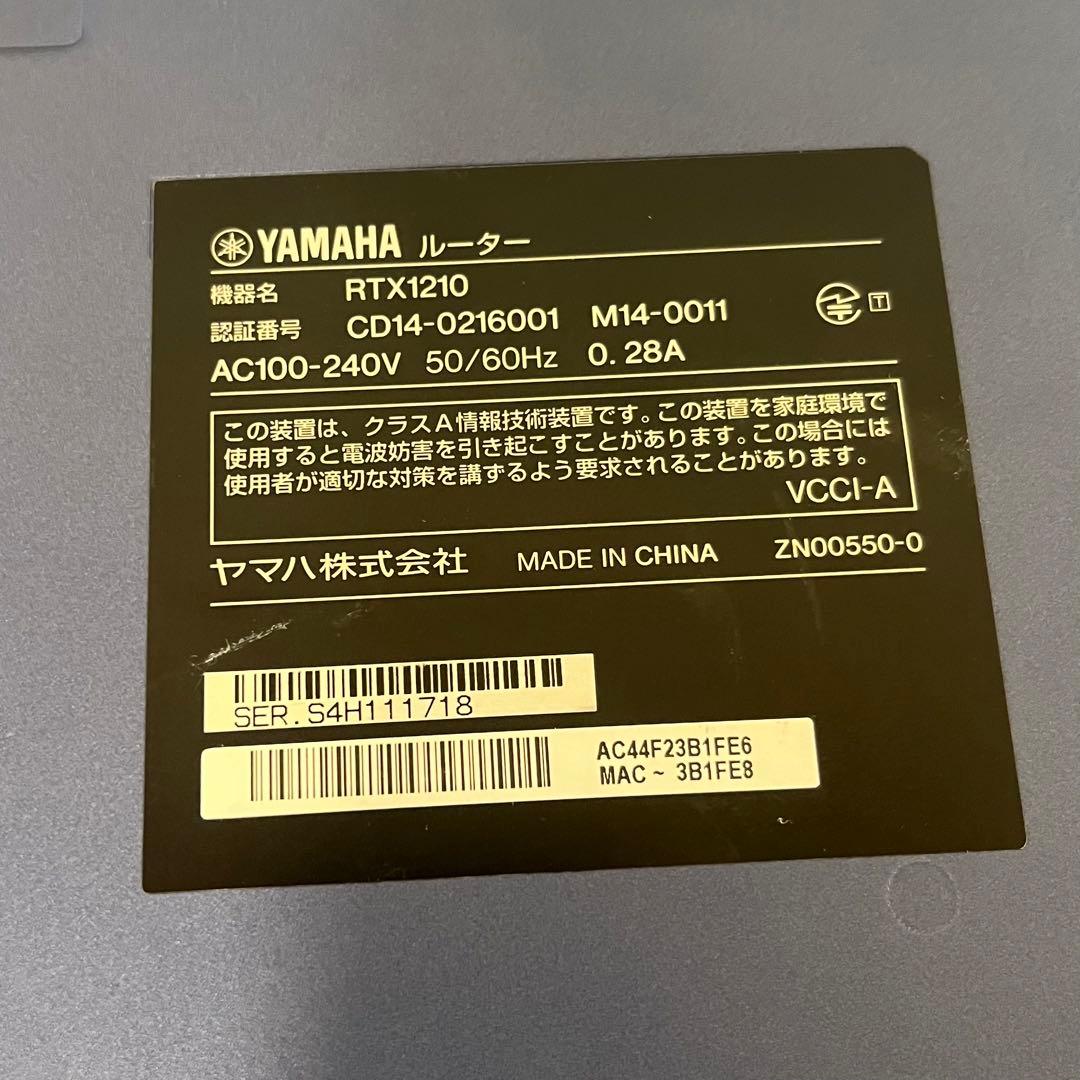 YAMAHA ルーター
機器名 RTX1210
認証番号 CD14-0216001 M14-0011 T
AC100-240V 50/60Hz 0.28A
この装置は、クラスA情報技術装置です。この装置を家庭環境で
使用すると電波妨害を引き起こすことがあります。この場合には
使用者が適切な対策を講ずるよう要求されることがあります。
VCCI-A
ヤマハ株式会社 MADE IN CHINA ZN00550-0
SER.S4H111718
AC44F23B1FE6
MAC ~ 3B1FE8